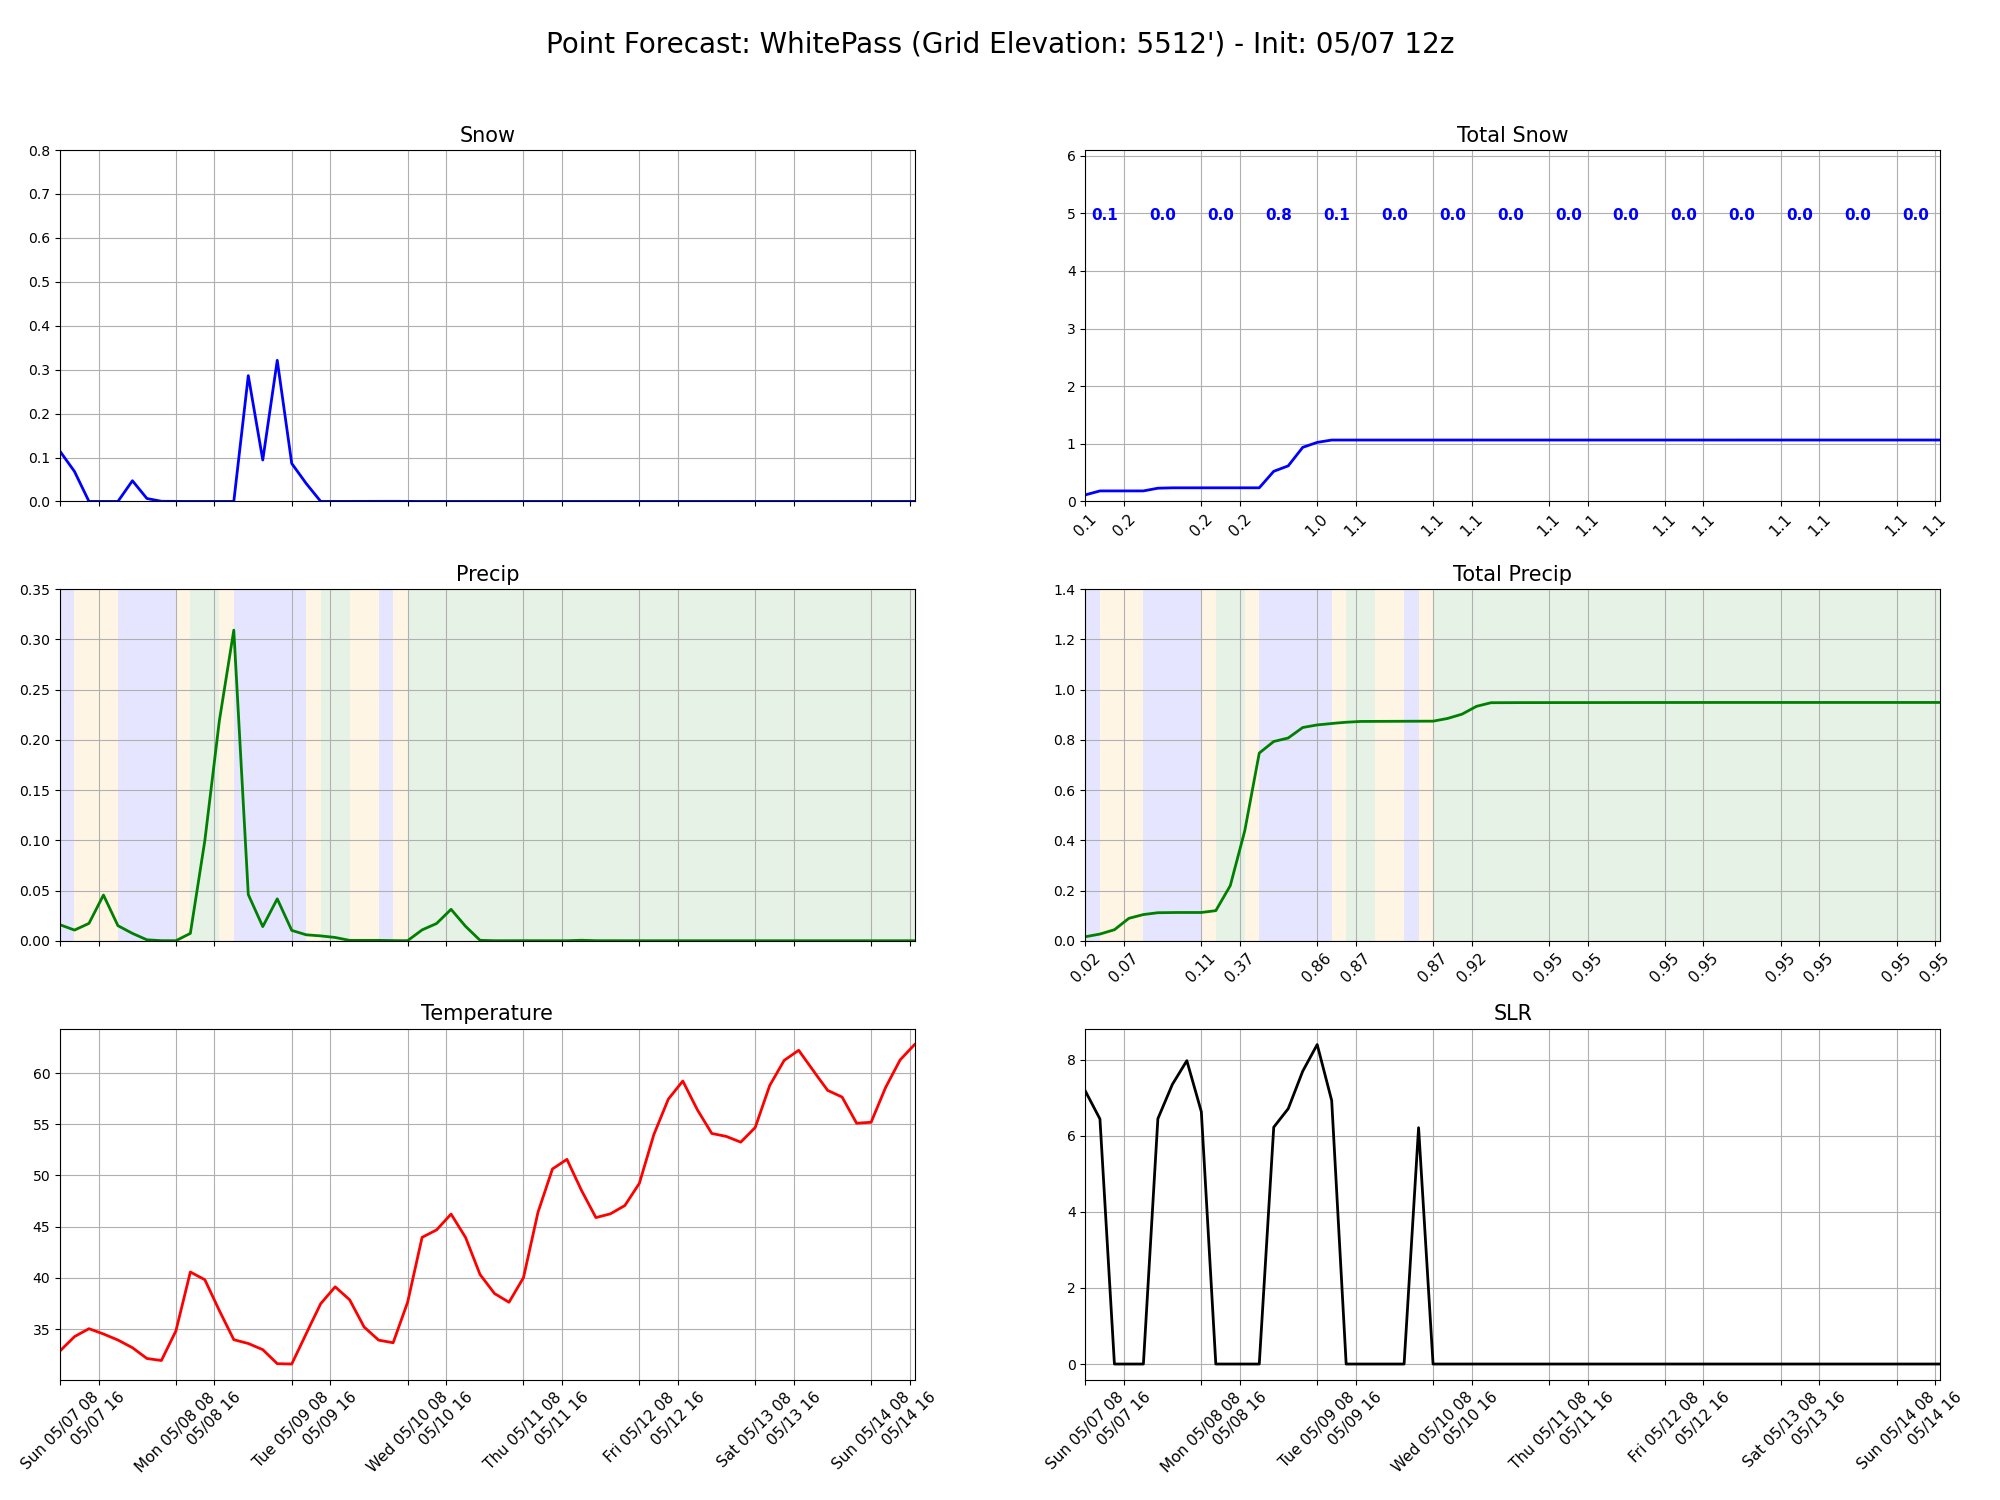 Point Forecast: WhitePass (Grid Elevation: 5512') - Init: 05/07 12z
Snow
0.8
0.7
0.6
0.5
0.4
0.3
0.2
0.1
0.0
Total Snow
6
5
4
3
2
1
0
0.1 0.0 0.0 0.8 0.1 0.0 0.0 0.0 0.0 0.0 0.0 0.0 0.0 0.0 0.0
0.1 0.2 0.2 0.2 1.0 1.1 1.1 1.1 1.1 1.1 1.1 1.1 1.1 1.1 1.1 1.1
Precip
0.35
0.30
0.25
0.20
0.15
0.10
0.05
0.00
Total Precip
1.4
1.2
1.0
0.8
0.6
0.4
0.2
0.0
0.02 0.07 0.11 0.37 0.86 0.87 0.87 0.92 0.95 0.95 0.95 0.95 0.95 0.95 0.95 0.95
Temperature
60
55
50
45
40
35
Sun 05/07 08
05/07 16
Mon 05/08 08
05/08 16
Tue 05/09 08
05/09 16
Wed 05/10 08
05/10 16
Thu 05/11 08
05/11 16
Fri 05/12 08
05/12 16
Sat 05/13 08
05/13 16
Sun 05/14 08
05/14 16
SLR
8
6
4
2
0
Sun 05/07 08
05/07 16
Mon 05/08 08
05/08 16
Tue 05/09 08
05/09 16
Wed 05/10 08
05/10 16
Thu 05/11 08
05/11 16
Fri 05/12 08
05/12 16
Sat 05/13 08
05/13 16
Sun 05/14 08
05/14 16